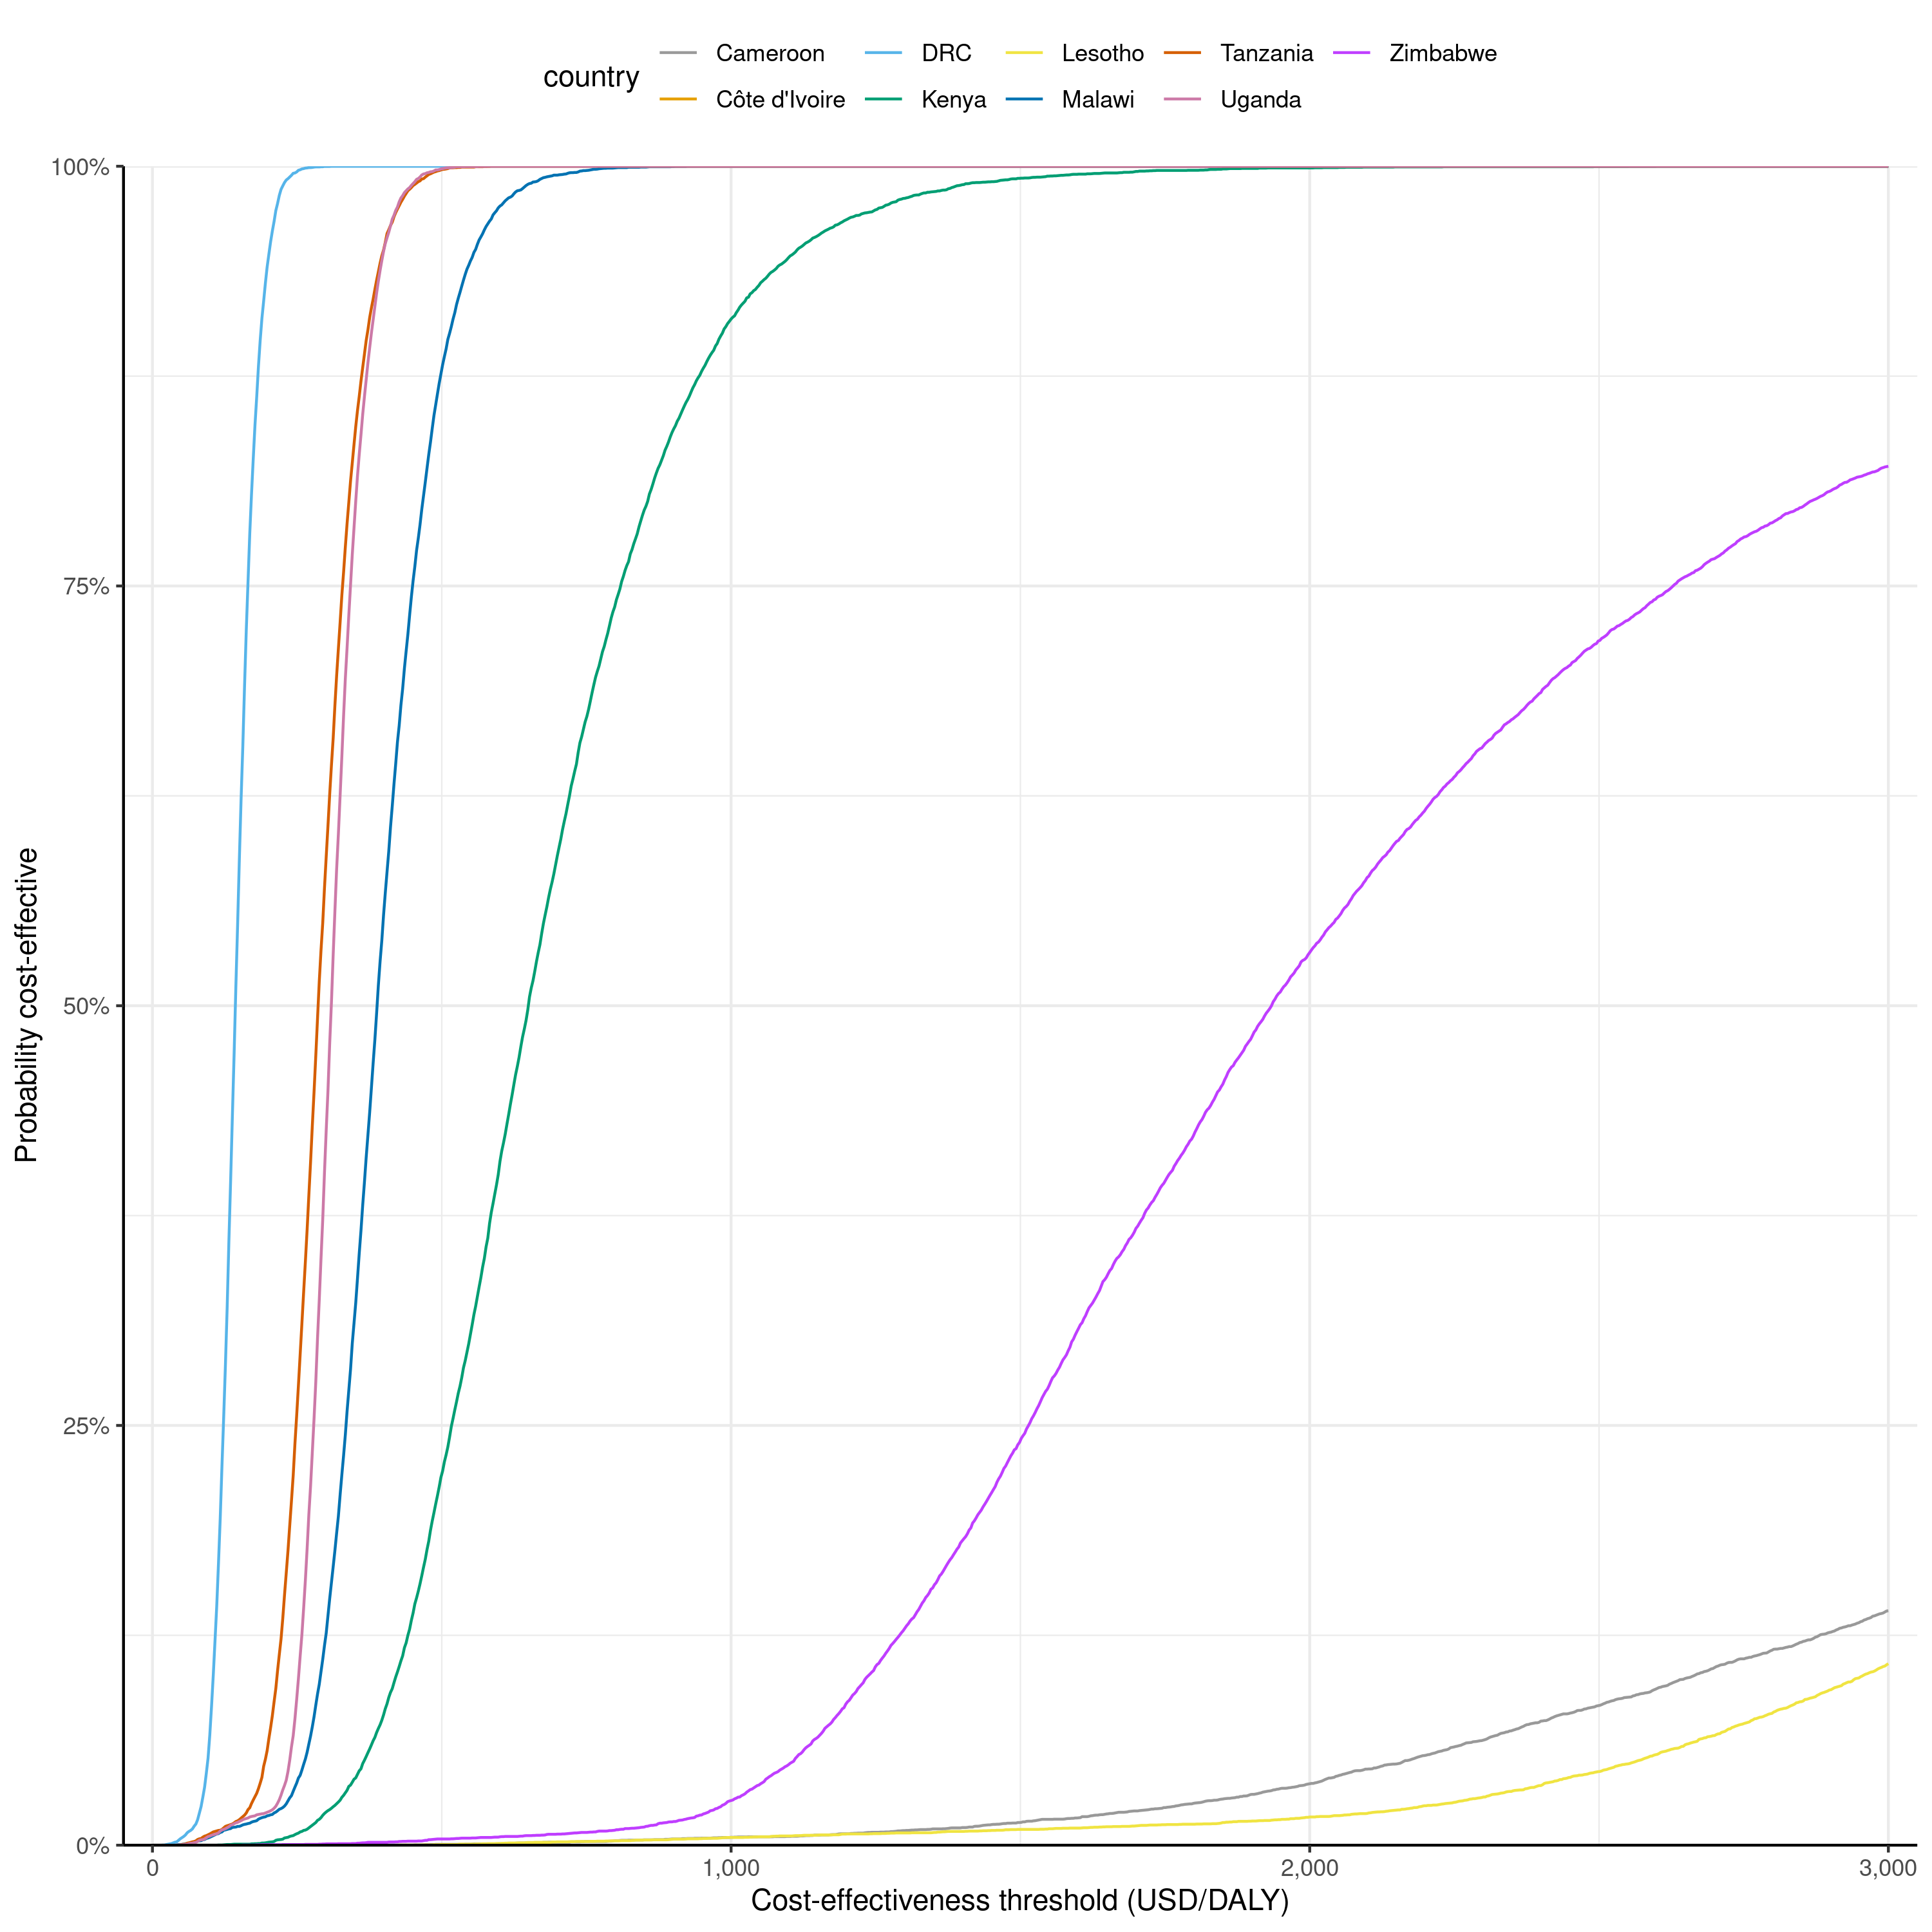 country
Cameroon DRC Lesotho Tanzania Zimbabwe
Côte d'Ivoire Kenya Malawi Uganda
100%
75%
50%
25%
0%
Probability cost-effective
0 1,000 2,000 3,000
Cost-effectiveness threshold (USD/DALY)